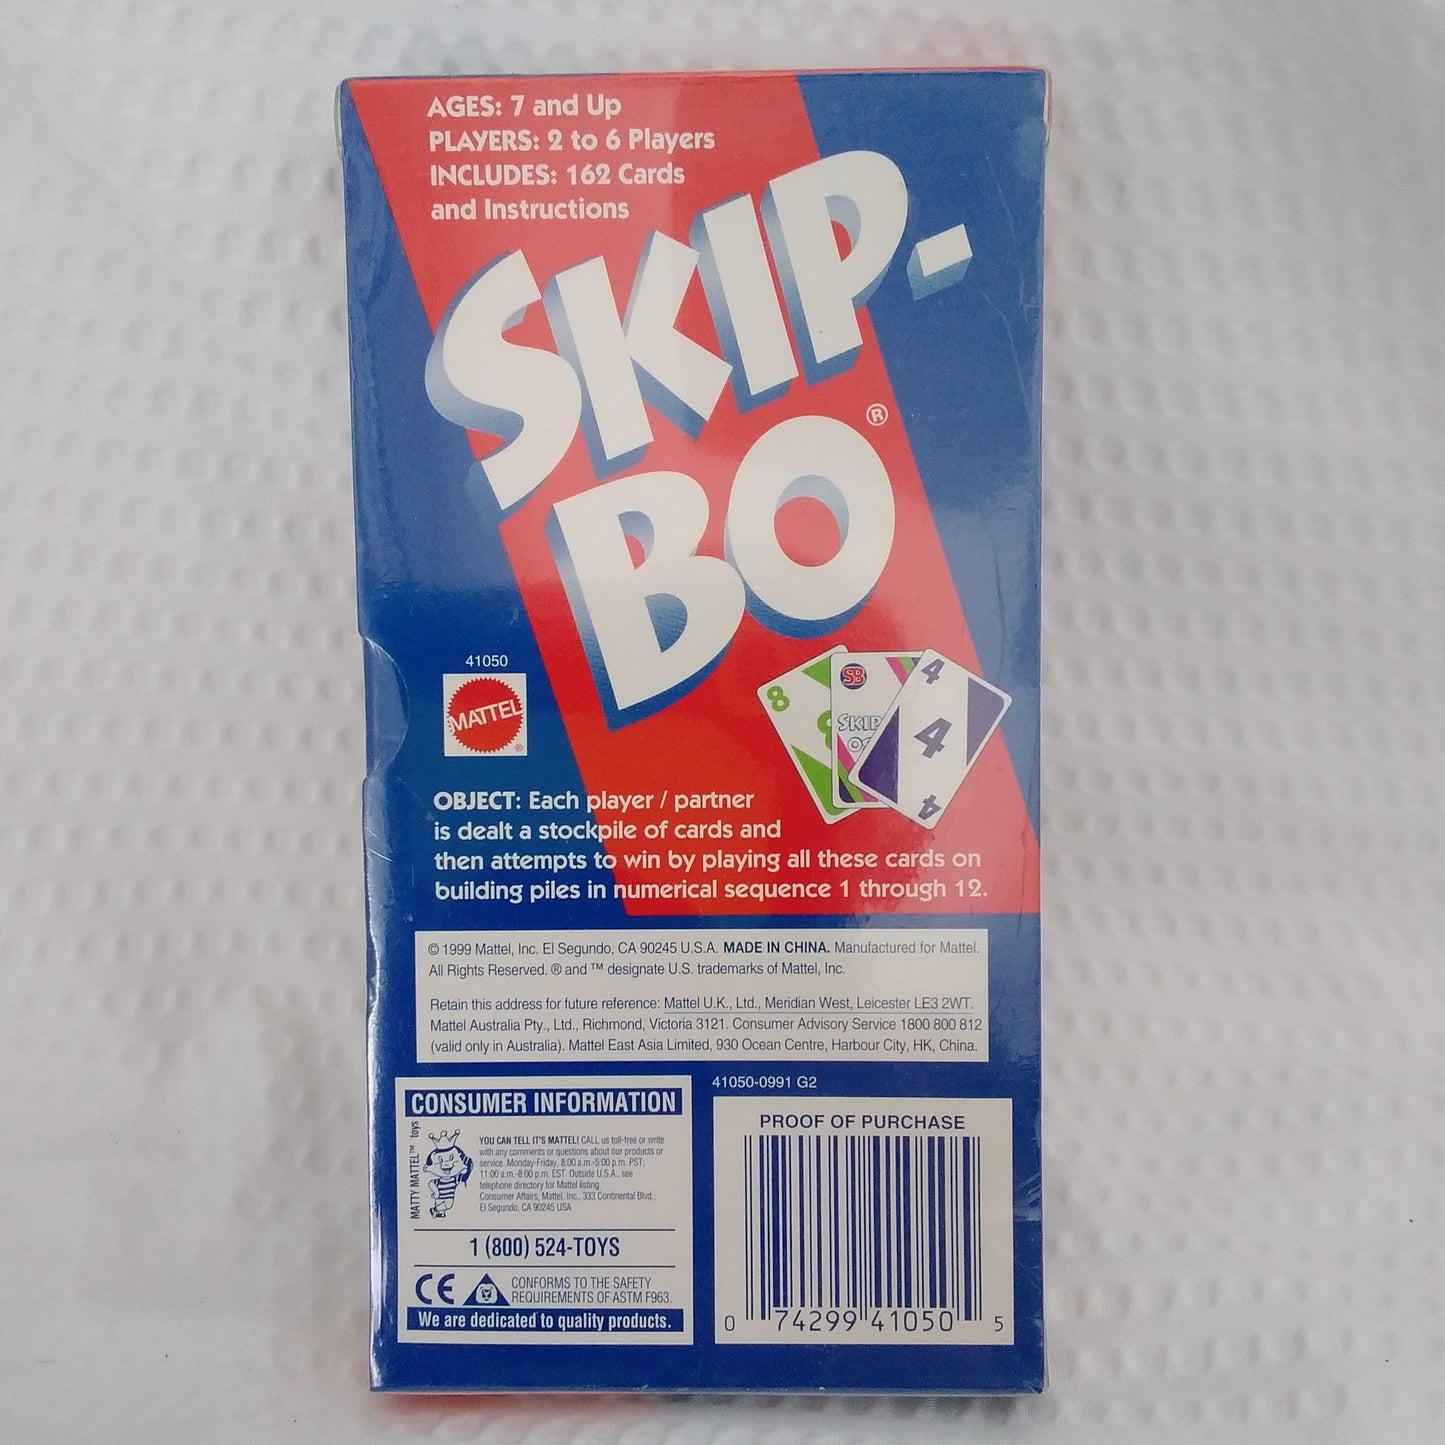 AGES: 7 and Up
PLAYERS: 2 to 6 Players
INCLUDES: 162 Cards
and Instructions
SKIP-
BO®
41050
MATTEL®
8
8
SB
SKIP
4
4
4
OBJECT: Each player / partner
is dealt a stockpile of cards and
then attempts to win by playing all these cards on
building piles in numerical sequence 1 through 12.
© 1999 Mattel, Inc. El Segundo, CA 90245 U.S.A. MADE IN CHINA. Manufactured for Mattel.
All Rights Reserved. ® and ™ designate U.S. trademarks of Mattel, Inc.
Retain this address for future reference: Mattel U.K., Ltd., Meridian West, Leicester LE3 2WT.
Mattel Australia Pty., Ltd., Richmond, Victoria 3121. Consumer Advisory Service 1800 800 812
(valid only in Australia). Mattel East Asia Limited, 930 Ocean Centre, Harbour City, HK, China.
CONSUMER INFORMATION
MATTY MATTEL™ toys
YOU CAN TELL IT'S MATTEL! CALL us toll-free or write
with any comments or questions about our products or
service. Monday-Friday, 8:00 a.m.-5:00 p.m. PST;
11:00 a.m.-8:00 p.m. EST. Outside U.S.A., see
telephone directory for Mattel listing.
Consumer Affairs, Mattel, Inc., 333 Continental Blvd.,
El Segundo, CA 90245 USA
1 (800) 524-TOYS
CE
CONFORMS TO THE SAFETY
REQUIREMENTS OF ASTM F963.
We are dedicated to quality products.
41050-0991 G2
PROOF OF PURCHASE
0 74299 41050 5